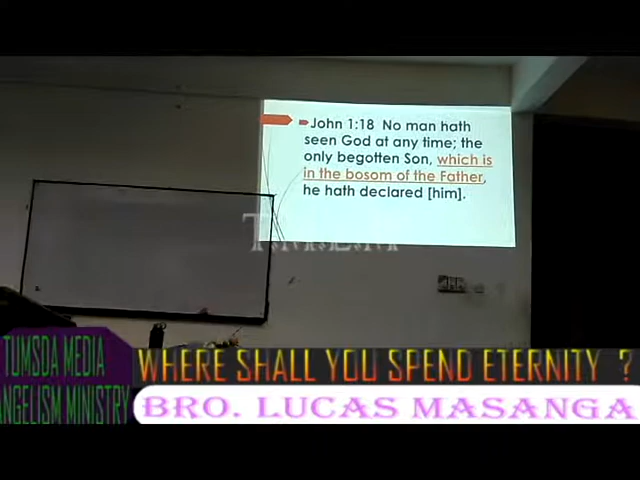 John 1:18 No man hath
seen God at any time; the
only begotten Son, which is
in the bosom of the Father,
he hath declared [him].
TUMSDA MEDIA
ANGELISM MINISTRY
WHERE SHALL YOU SPEND ETERNITY ?
BRO. LUCAS MASANGA